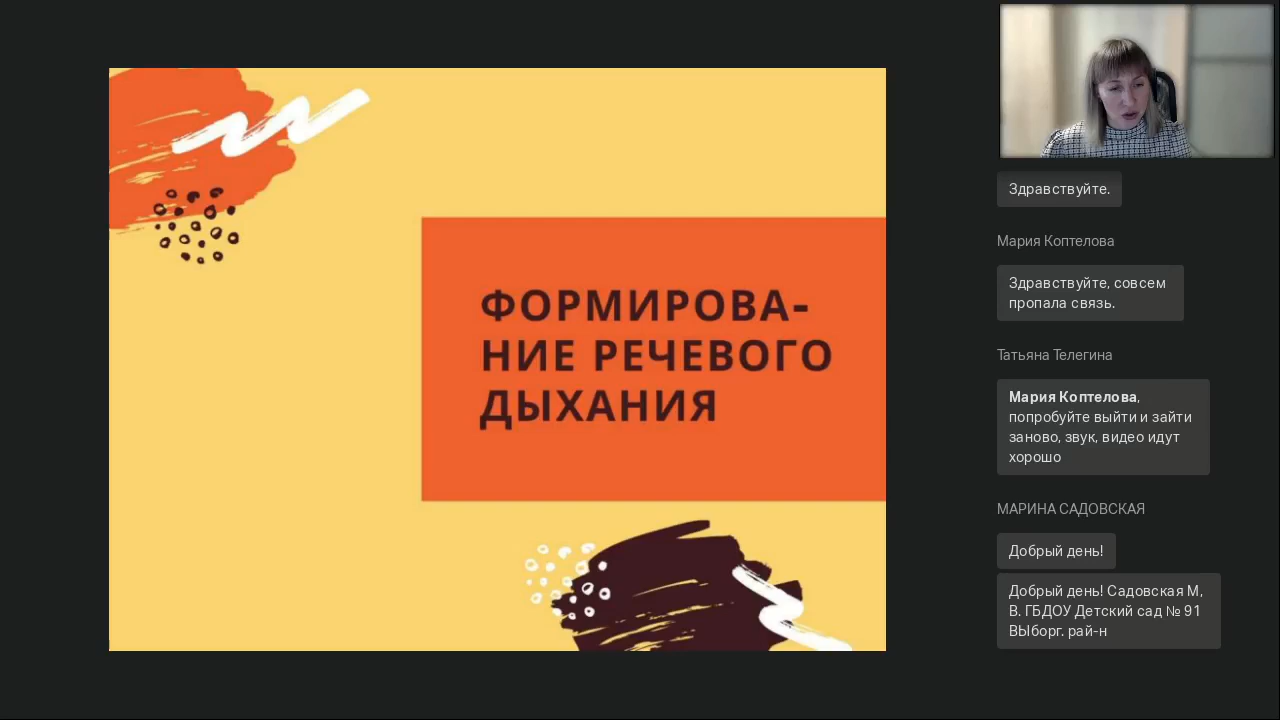 ФОРМИРОВА-
НИЕ РЕЧЕВОГО
ДЫХАНИЯ
Здравствуйте.
Мария Коптелова
Здравствуйте, совсем
пропала связь.
Татьяна Телегина
Мария Коптелова,
попробуйте выйти и зайти
заново, звук, видео идут
хорошо
МАРИНА САДОВСКАЯ
Добрый день!
Добрый день! Садовская М,
В. ГБДОУ Детский сад № 91
ВЫборг. рай-н